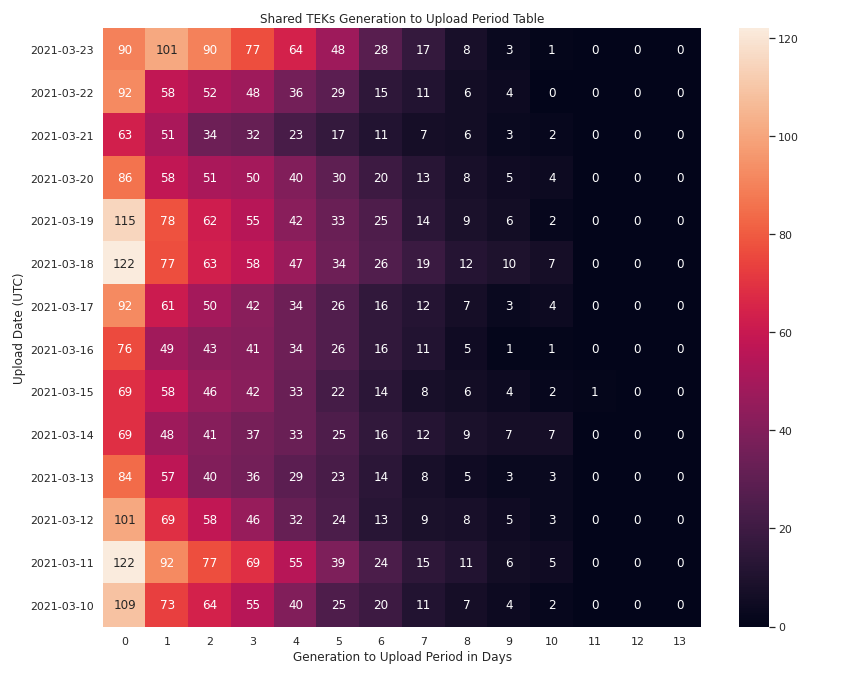 Shared TEKs Generation to Upload Period Table
2021-03-23 90 101 90 77 64 48 28 17 8 3 1 0 0 0
2021-03-22 92 58 52 48 36 29 15 11 6 4 0 0 0 0
2021-03-21 63 51 34 32 23 17 11 7 6 3 2 0 0 0
2021-03-20 86 58 51 50 40 30 20 13 8 5 4 0 0 0
2021-03-19 115 78 62 55 42 33 25 14 9 6 2 0 0 0
2021-03-18 122 77 63 58 47 34 26 19 12 10 7 0 0 0
2021-03-17 92 61 50 42 34 26 16 12 7 3 4 0 0 0
2021-03-16 76 49 43 41 34 26 16 11 5 1 1 0 0 0
2021-03-15 69 58 46 42 33 22 14 8 6 4 2 1 0 0
2021-03-14 69 48 41 37 33 25 16 12 9 7 7 0 0 0
2021-03-13 84 57 40 36 29 23 14 8 5 3 3 0 0 0
2021-03-12 101 69 58 46 32 24 13 9 8 5 3 0 0 0
2021-03-11 122 92 77 69 55 39 24 15 11 6 5 0 0 0
2021-03-10 109 73 64 55 40 25 20 11 7 4 2 0 0 0
0 1 2 3 4 5 6 7 8 9 10 11 12 13
Generation to Upload Period in Days
Upload Date (UTC)
120
100
80
60
40
20
0